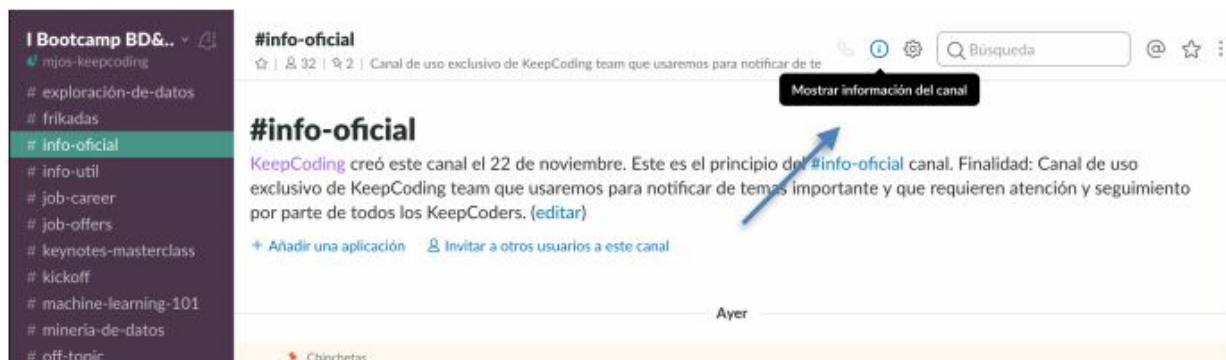 I Bootcamp BD&..
mjos-keepcoding
# exploración-de-datos
# frikadas
# info-oficial
# info-util
# job-career
# job-offers
# keynotes-masterclass
# kickoff
# machine-learning-101
# mineria-de-datos
# off-topic
#info-oficial
32 | 2 | Canal de uso exclusivo de KeepCoding team que usaremos para notificar de te
Búsqueda
Mostrar información del canal
#info-oficial
KeepCoding creó este canal el 22 de noviembre. Este es el principio del #info-oficial canal. Finalidad: Canal de uso
exclusivo de KeepCoding team que usaremos para notificar de temas importante y que requieren atención y seguimiento
por parte de todos los KeepCoders. (editar)
+ Añadir una aplicación Invitar a otros usuarios a este canal
Ayer
Chinchetas